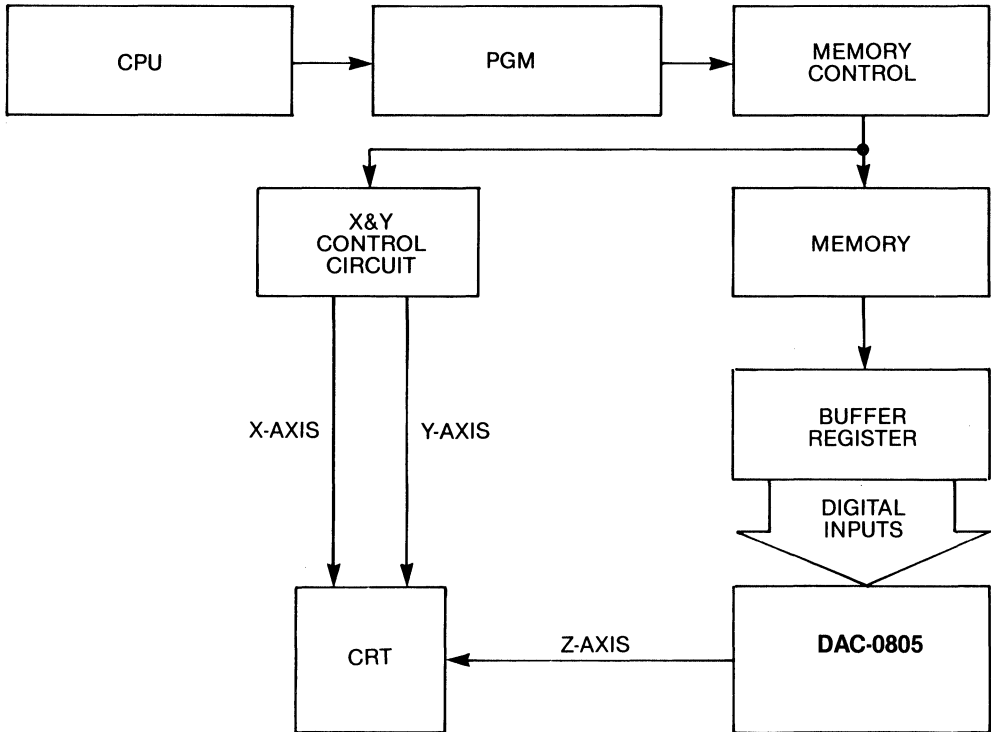 CPU
PGM
MEMORY
CONTROL
X&Y
CONTROL
CIRCUIT
MEMORY
BUFFER
REGISTER
X-AXIS
Y-AXIS
DIGITAL
INPUTS
CRT
Z-AXIS
DAC-0805